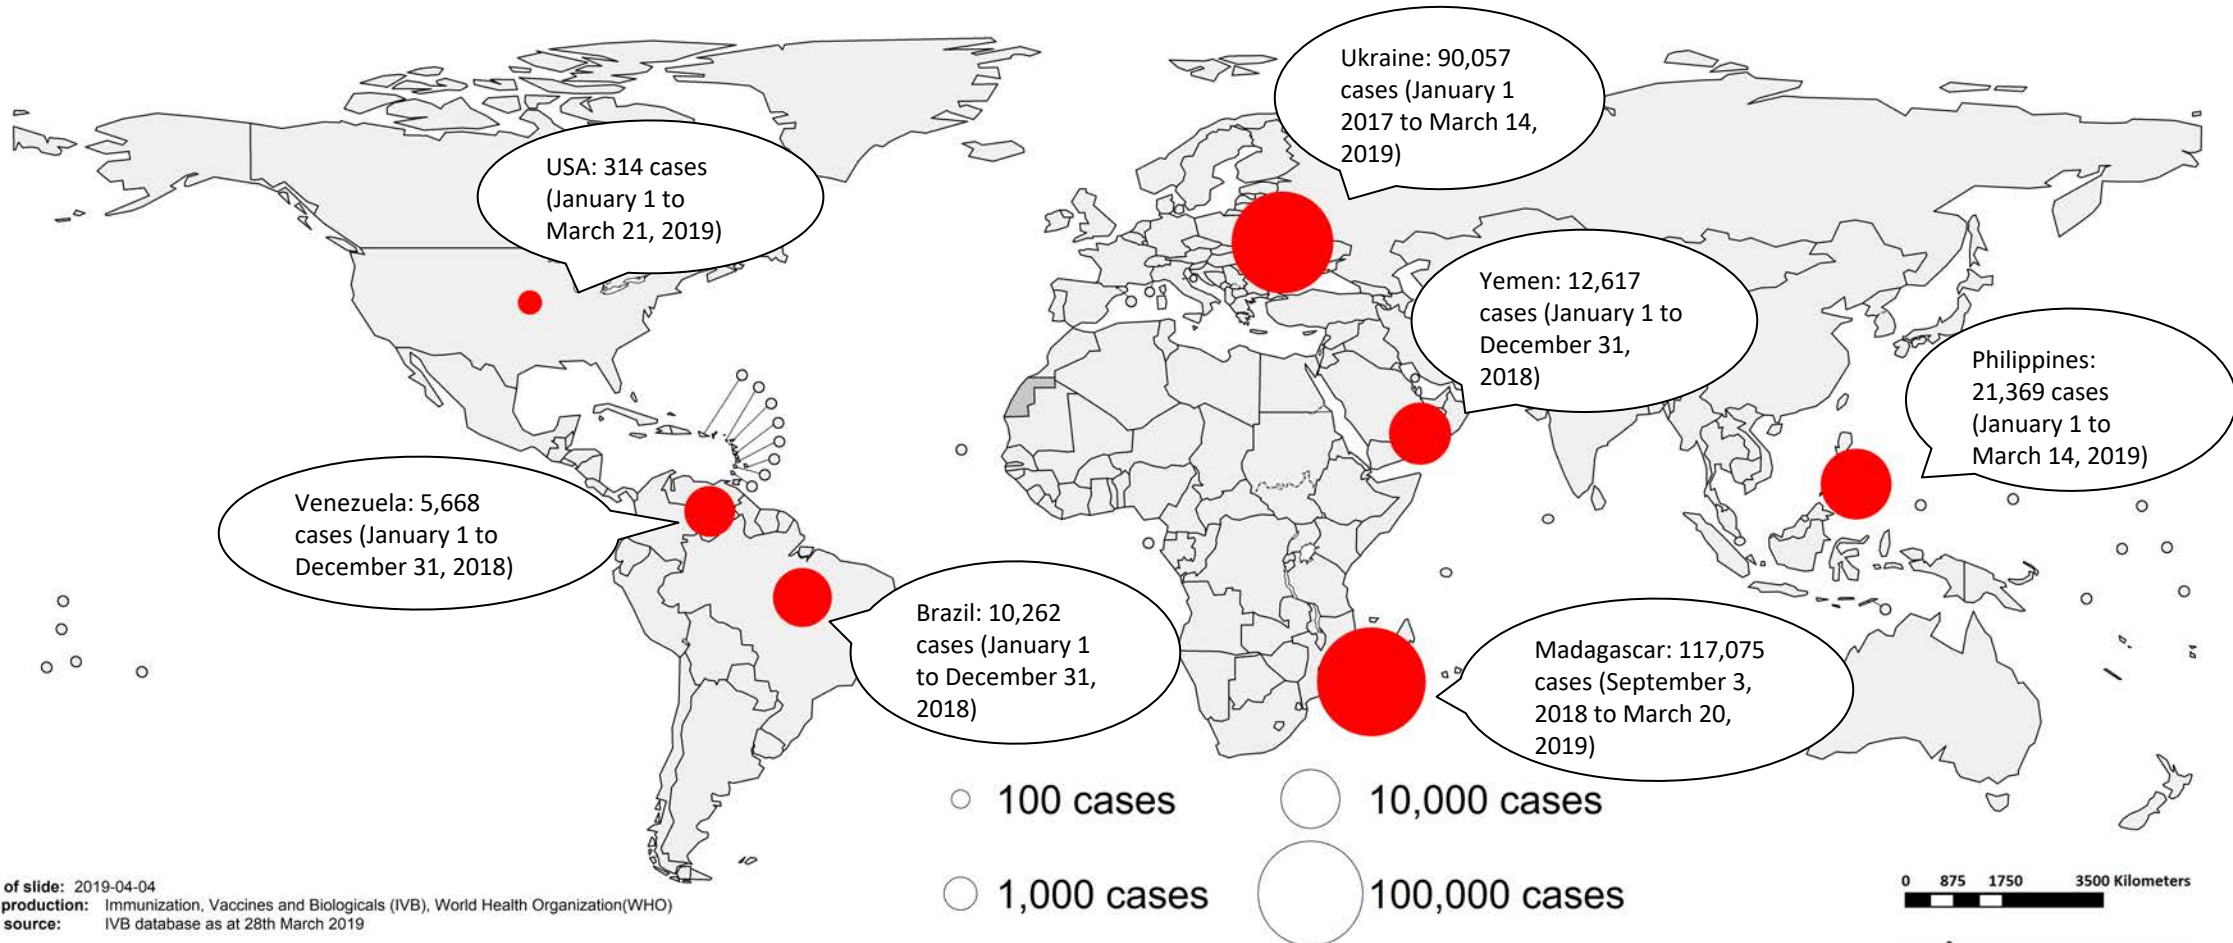 Ukraine: 90,057
cases (January 1
2017 to March 14,
2019)
USA: 314 cases
(January 1 to
March 21, 2019)
Yemen: 12,617
cases (January 1 to
December 31,
2018)
Philippines:
21,369 cases
(January 1 to
March 14, 2019)
Venezuela: 5,668
cases (January 1 to
December 31, 2018)
Brazil: 10,262
cases (January 1
to December 31,
2018)
Madagascar: 117,075
cases (September 3,
2018 to March 20,
2019)
100 cases
10,000 cases
1,000 cases
100,000 cases
of slide: 2019-04-04
production: Immunization, Vaccines and Biologicals (IVB), World Health Organization(WHO)
source: IVB database as at 28th March 2019
0 875 1750 3500 Kilometers